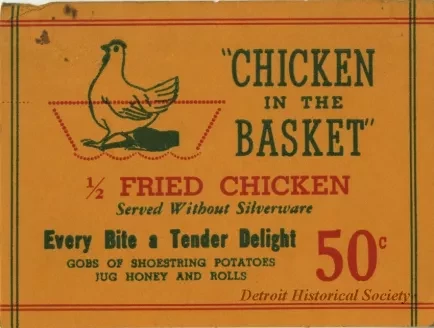 "CHICKEN
IN THE
BASKET"
½ FRIED CHICKEN
Served Without Silverware
Every Bite a Tender Delight
GOBS OF SHOESTRING POTATOES
JUG HONEY AND ROLLS
50c
Detroit Historical Society